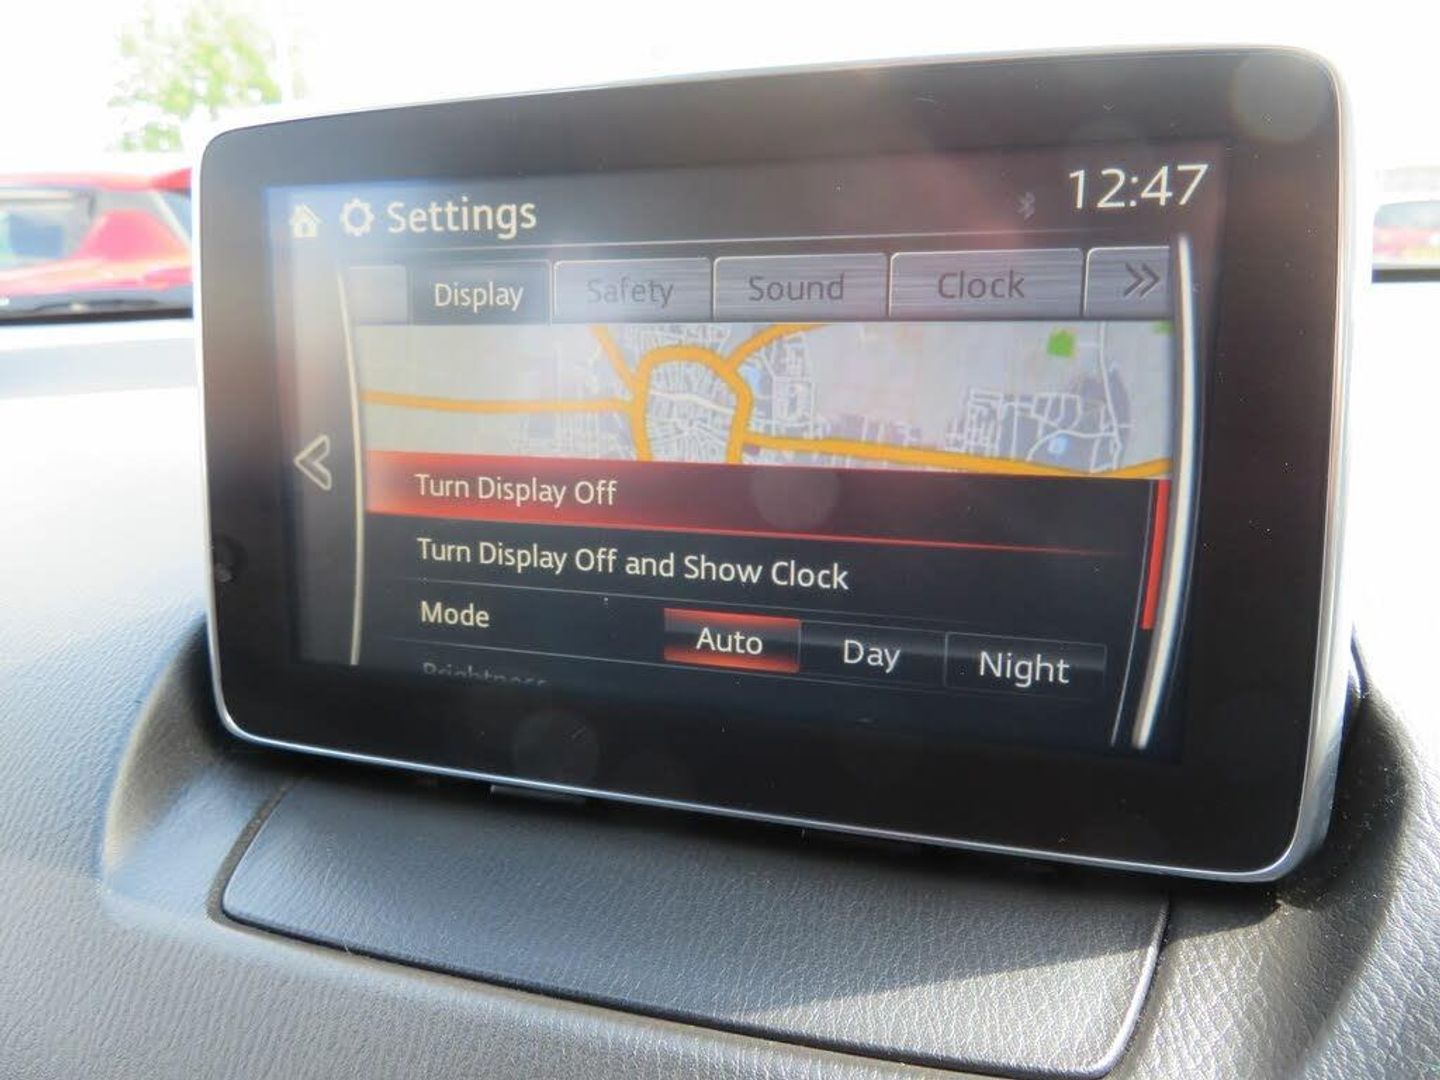 Settings 12:47
Display Safety Sound Clock
Turn Display Off
Turn Display Off and Show Clock
Mode Auto Day Night
Brightness